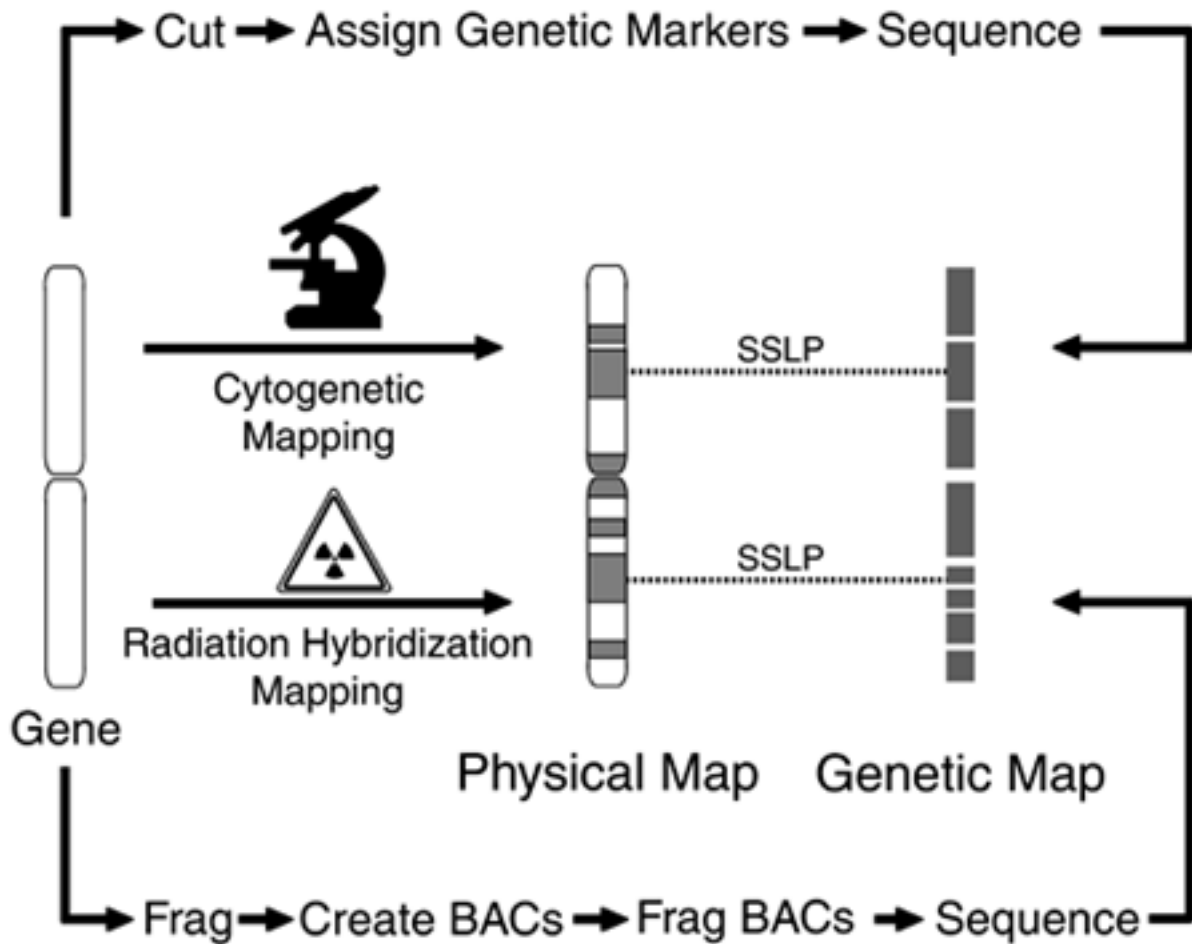 Cut Assign Genetic Markers Sequence
Cytogenetic
Mapping
SSLP
SSLP
Radiation Hybridization
Mapping
Gene
Physical Map Genetic Map
Frag Create BACs Frag BACs Sequence